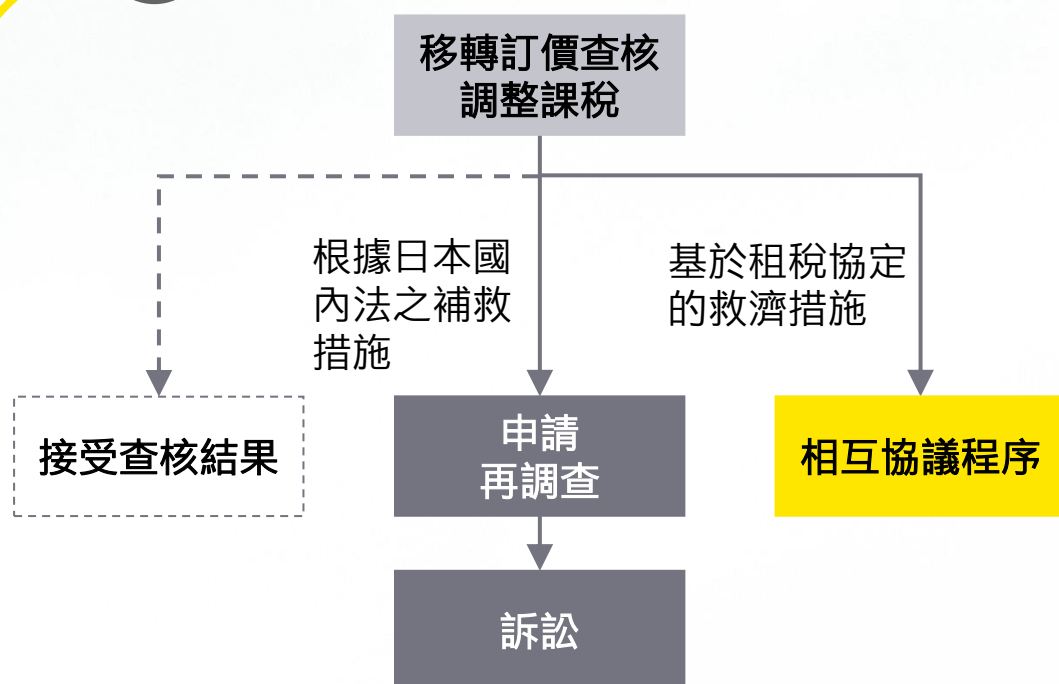 移轉訂價查核
調整課稅
根據日本國
內法之補救
措施
基於租稅協定
的救濟措施
接受查核結果
申請
再調查
相互協議程序
訴訟